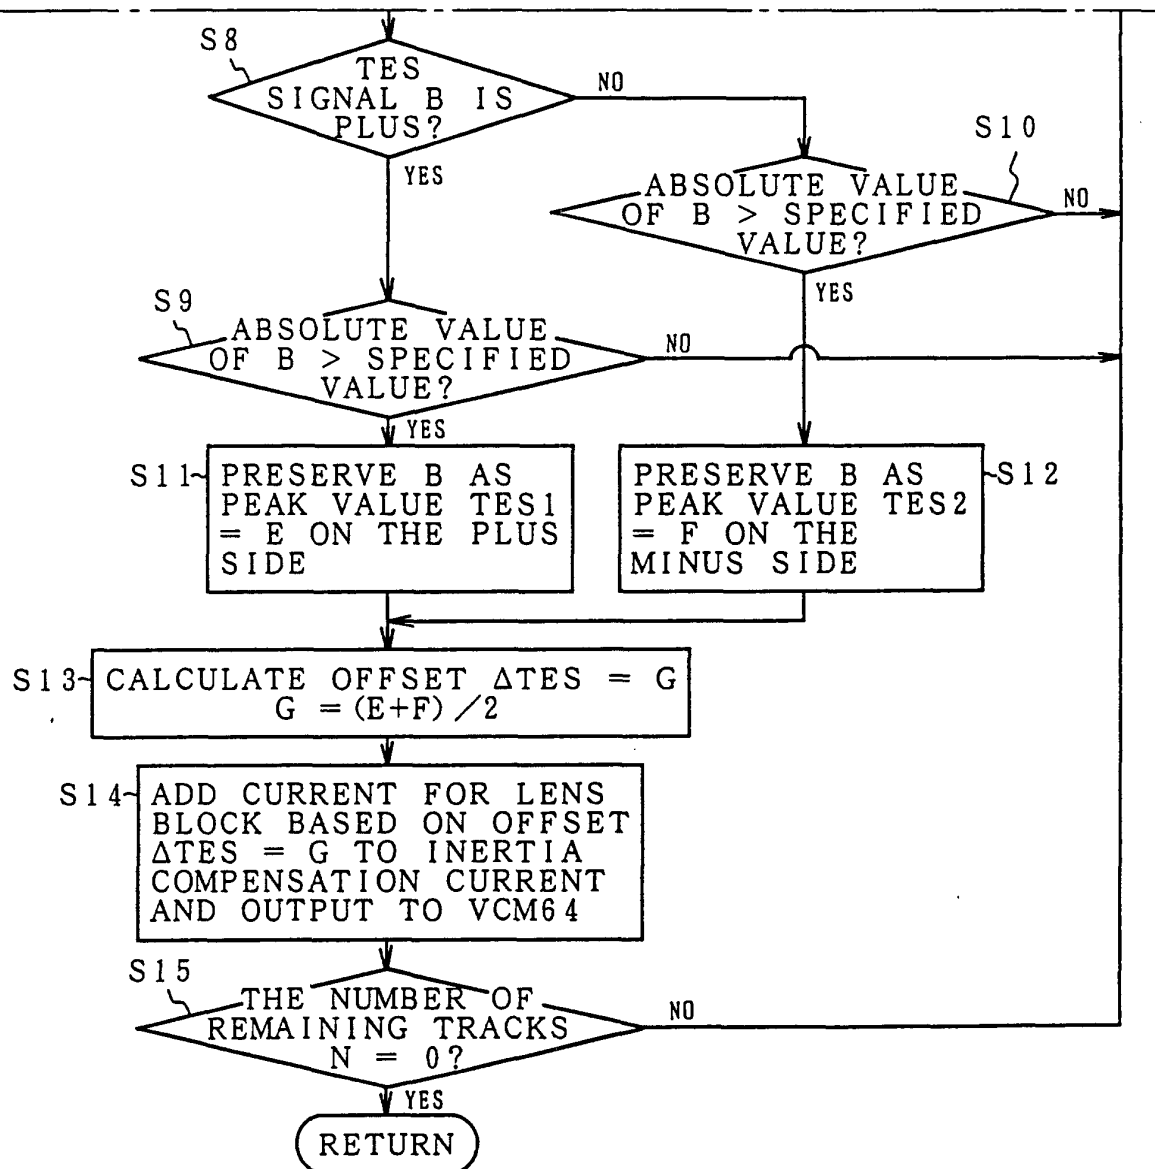 S8
TES
SIGNAL B IS
PLUS?
NO
YES
S10
ABSOLUTE VALUE
OF B > SPECIFIED
VALUE?
NO
YES
S9
ABSOLUTE VALUE
OF B > SPECIFIED
VALUE?
NO
YES
S11
PRESERVE B AS
PEAK VALUE TES1
= E ON THE PLUS
SIDE
PRESERVE B AS
PEAK VALUE TES2
= F ON THE
MINUS SIDE
S12
S13
CALCULATE OFFSET ΔTES = G
G = (E+F)/2
S14
ADD CURRENT FOR LENS
BLOCK BASED ON OFFSET
ΔTES = G TO INERTIA
COMPENSATION CURRENT
AND OUTPUT TO VCM64
S15
THE NUMBER OF
REMAINING TRACKS
N = 0?
NO
YES
RETURN